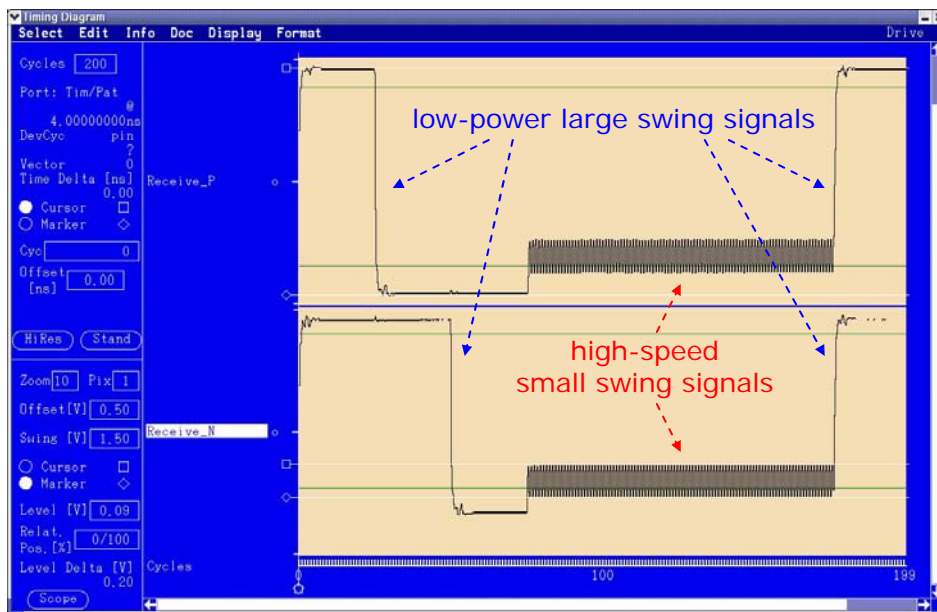 Timing Diagram
Select Edit Info Doc Display Format Drive
Cycles 200
Port: Tim/Pat
@
4.00000000ns
DevCyc pin
?
Vector 0
Time Delta [ns]
0.00
Cursor
Marker
Cyc 0
Offset
[ns] 0.00
HiRes Stand
Zoom 10 Pix 1
Offset[V] 0.50
Swing [V] 1.50
Cursor
Marker
Level [V] 0.09
Relat.
Pos.[%] 0/100
Level Delta [V]
0.20
Scope
Receive_P
Receive_N
Cycles
low-power large swing signals
high-speed
small swing signals
0 100 199